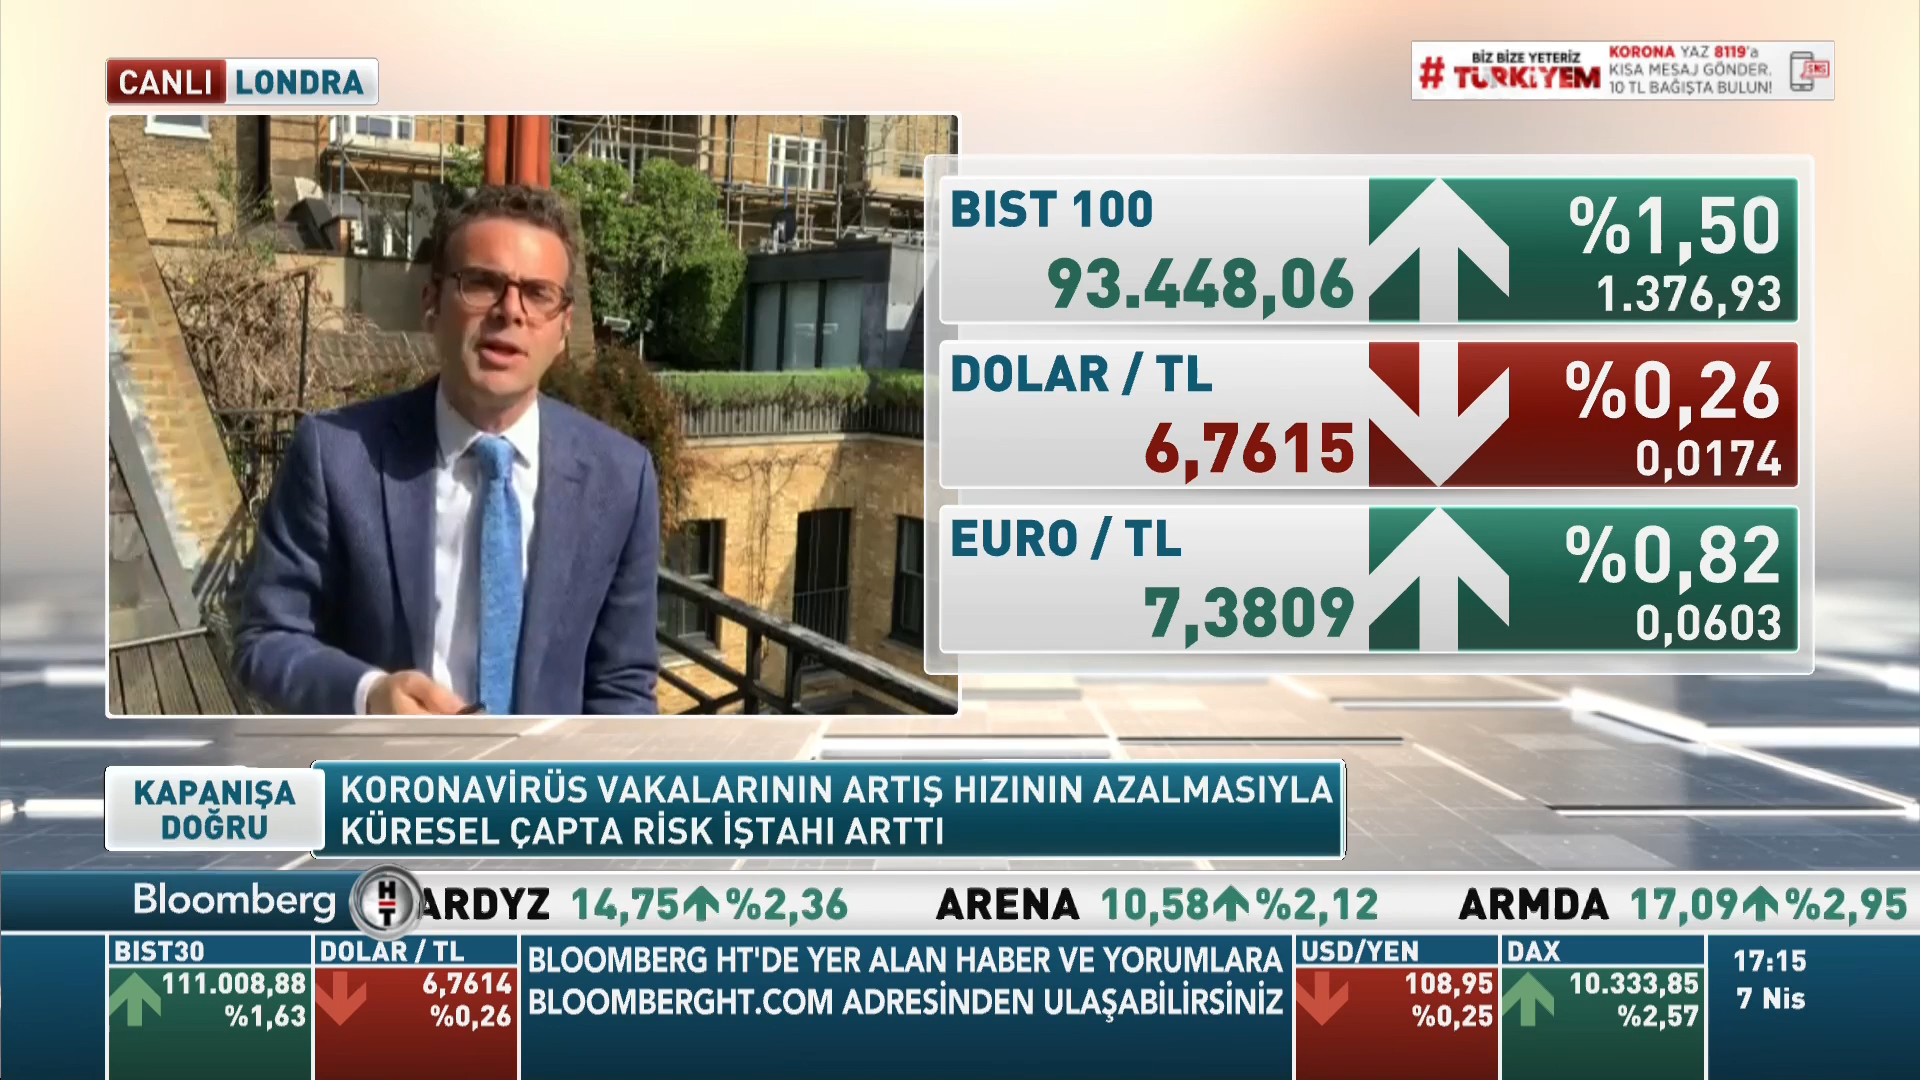 CANLI LONDRA
# BİZ BİZE YETERİZ
TÜRKİYEM
KORONA YAZ 8119'a
KISA MESAJ GÖNDER.
10 TL BAĞIŞTA BULUN!
SMS
BIST 100
93.448,06
%1,50
1.376,93
DOLAR / TL
6,7615
%0,26
0,0174
EURO / TL
7,3809
%0,82
0,0603
KAPANIŞA
DOĞRU
KORONAVİRÜS VAKALARININ ARTIŞ HIZININ AZALMASIYLA
KÜRESEL ÇAPTA RİSK İŞTAHI ARTTI
Bloomberg HT
ARDYZ 14,75 %2,36 ARENA 10,58 %2,12 ARMDA 17,09 %2,95
BIST30
111.008,88
%1,63
DOLAR / TL
6,7614
%0,26
BLOOMBERG HT'DE YER ALAN HABER VE YORUMLARA
BLOOMBERGHT.COM ADRESİNDEN ULAŞABİLİRSİNİZ
USD/YEN
108,95
%0,25
DAX
10.333,85
%2,57
17:15
7 Nis